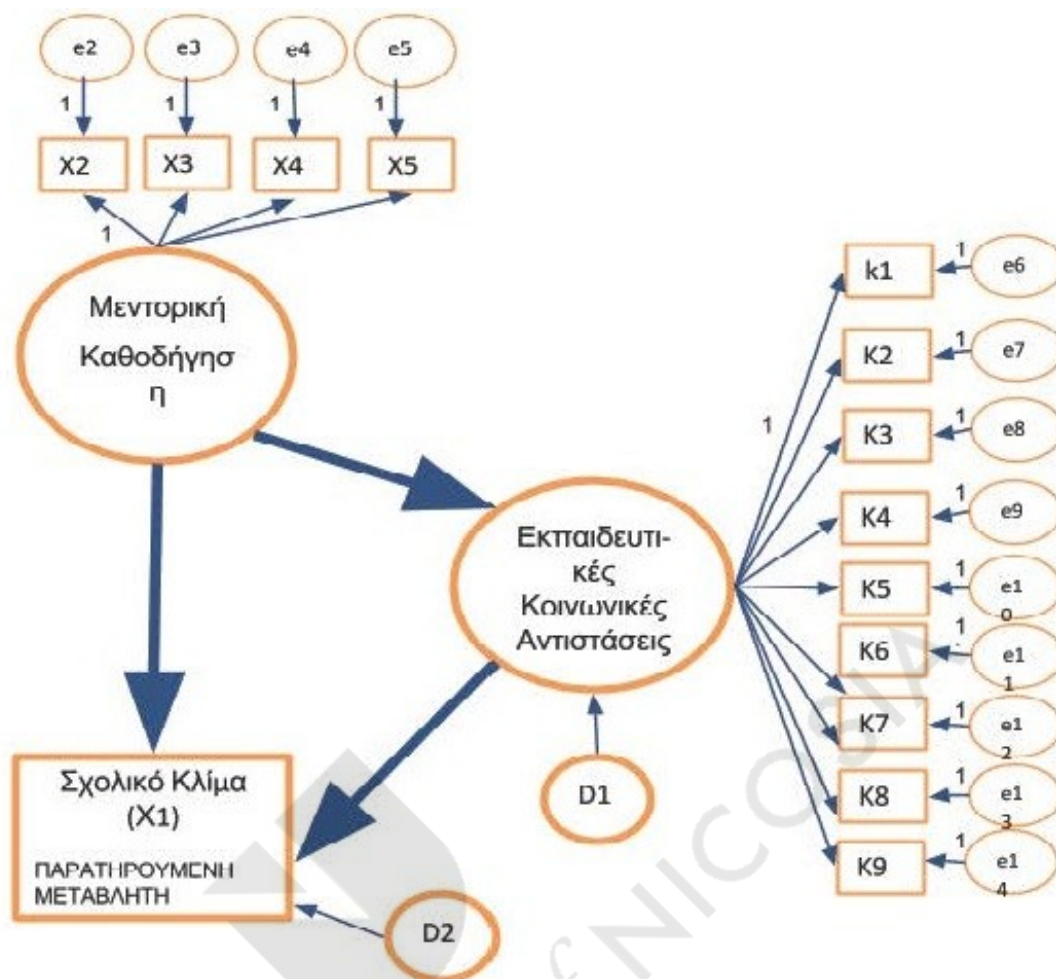 e2 e3 e4 e5
1 1 1 1
X2 X3 X4 X5
1
Μεντορική
Καθοδήγησ
η
k1 1 e6
K2 1 e7
K3 1 e8
1
K4 1 e9
K5 1 e1
0
K6 1 e1
1
K7 1 e1
2
K8 1 e1
3
K9 1 e1
4
Εκπαιδευτι-
κές
Κοινωνικές
Αντιστάσεις
D1
Σχολικό Κλίμα
(X1)
ΠΑΡΑΤΗΡΟΥΜΕΝΗ
ΜΕΤΑΒΛΗΤΗ
D2
of NICOSIA